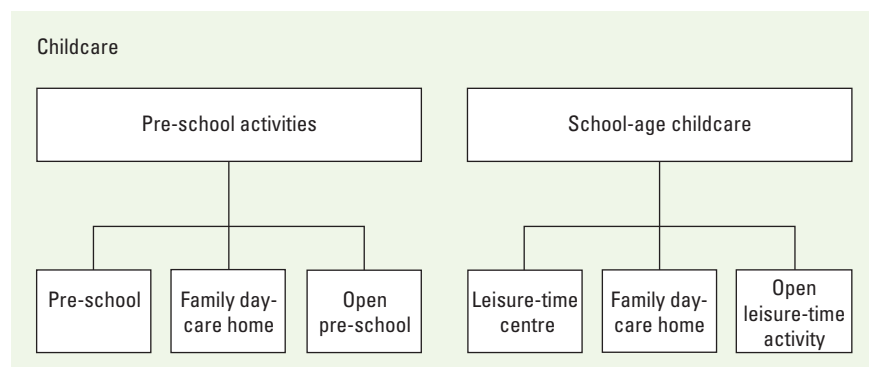 Childcare
Pre-school activities
School-age childcare
Pre-school
Family day-
care home
Open
pre-school
Leisure-time
centre
Family day-
care home
Open
leisure-time
activity